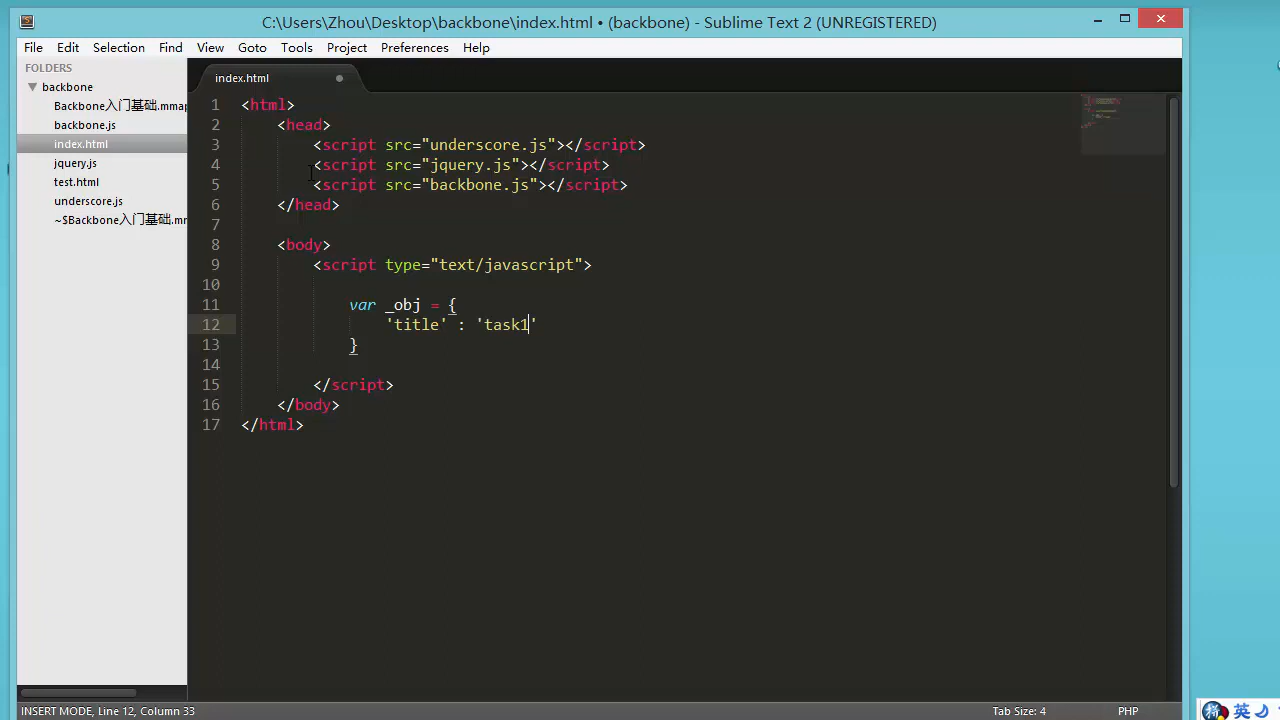 C:\Users\Zhou\Desktop\backbone\index.html • (backbone) - Sublime Text 2 (UNREGISTERED)
File Edit Selection Find View Goto Tools Project Preferences Help
FOLDERS
backbone
Backbone入门基础.mmap
backbone.js
index.html
jquery.js
test.html
underscore.js
~$Backbone入门基础.mm
index.html
1 <html>
2 <head>
3 <script src="underscore.js"></script>
4 <script src="jquery.js"></script>
5 <script src="backbone.js"></script>
6 </head>
7
8 <body>
9 <script type="text/javascript">
10
11 var _obj = {
12 'title' : 'task1'
13 }
14
15 </script>
16 </body>
17 </html>
INSERT MODE, Line 12, Column 33 Tab Size: 4 PHP
拼 英